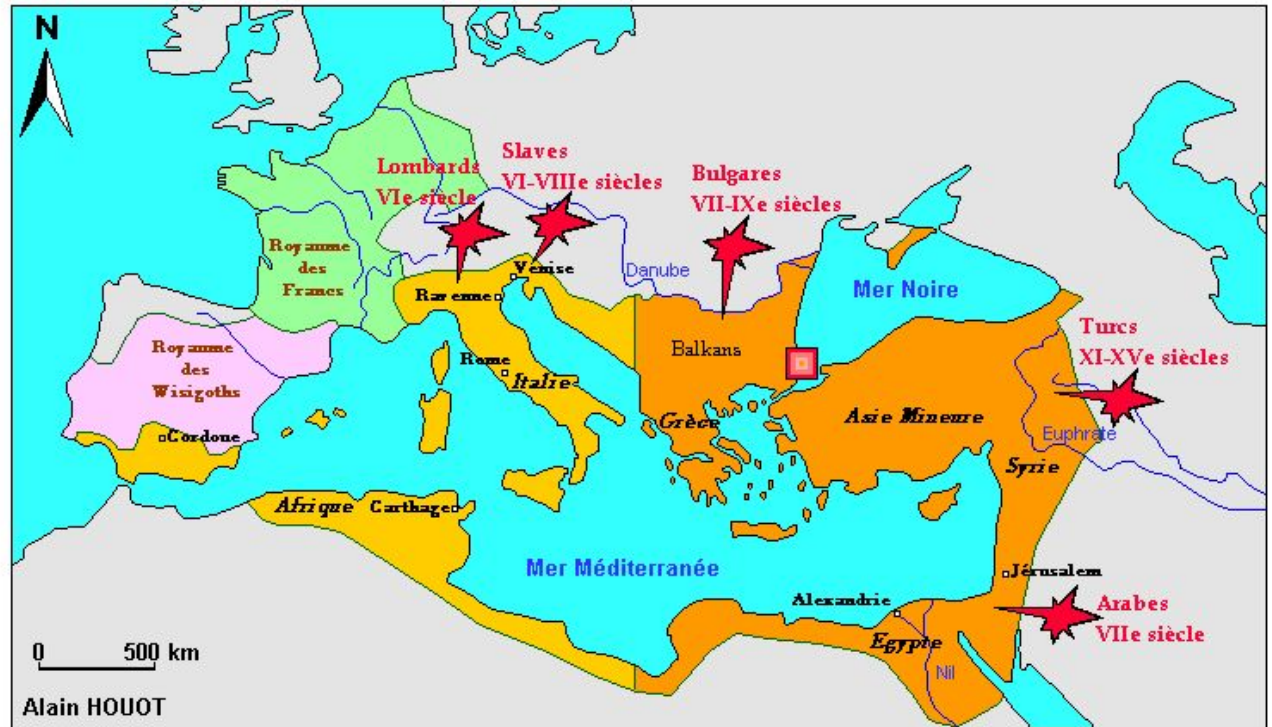 N
Lombards
VIe siècle
Slaves
VI-VIIIe siècles
Bulgares
VII-IXe siècles
Royaume
des
Francs
Venise
Ravenne
Danube
Mer Noire
Royaume
des
Wisigoths
Rome
Italie
Balkans
Turcs
XI-XVe siècles
Grèce
Asie Mineure
Euphrate
Cordoue
Syrie
Afrique
Carthage
Mer Méditerranée
Jérusalem
Alexandrie
Arabes
VIIe siècle
Egypte
Nil
0 500 km
Alain HOUOT